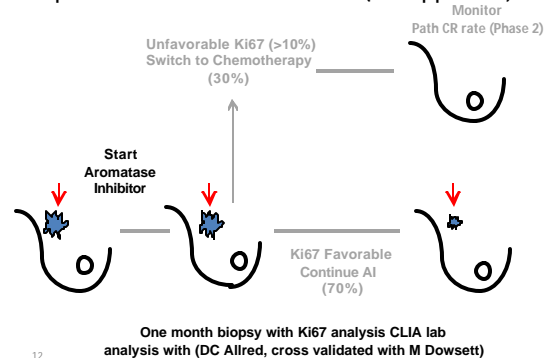 Monitor
Path CR rate (Phase 2)
Unfavorable Ki67 (>10%)
Switch to Chemotherapy
(30%)
Start
Aromatase
Inhibitor
Ki67 Favorable
Continue AI
(70%)
One month biopsy with Ki67 analysis CLIA lab
analysis with (DC Allred, cross validated with M Dowsett)
12